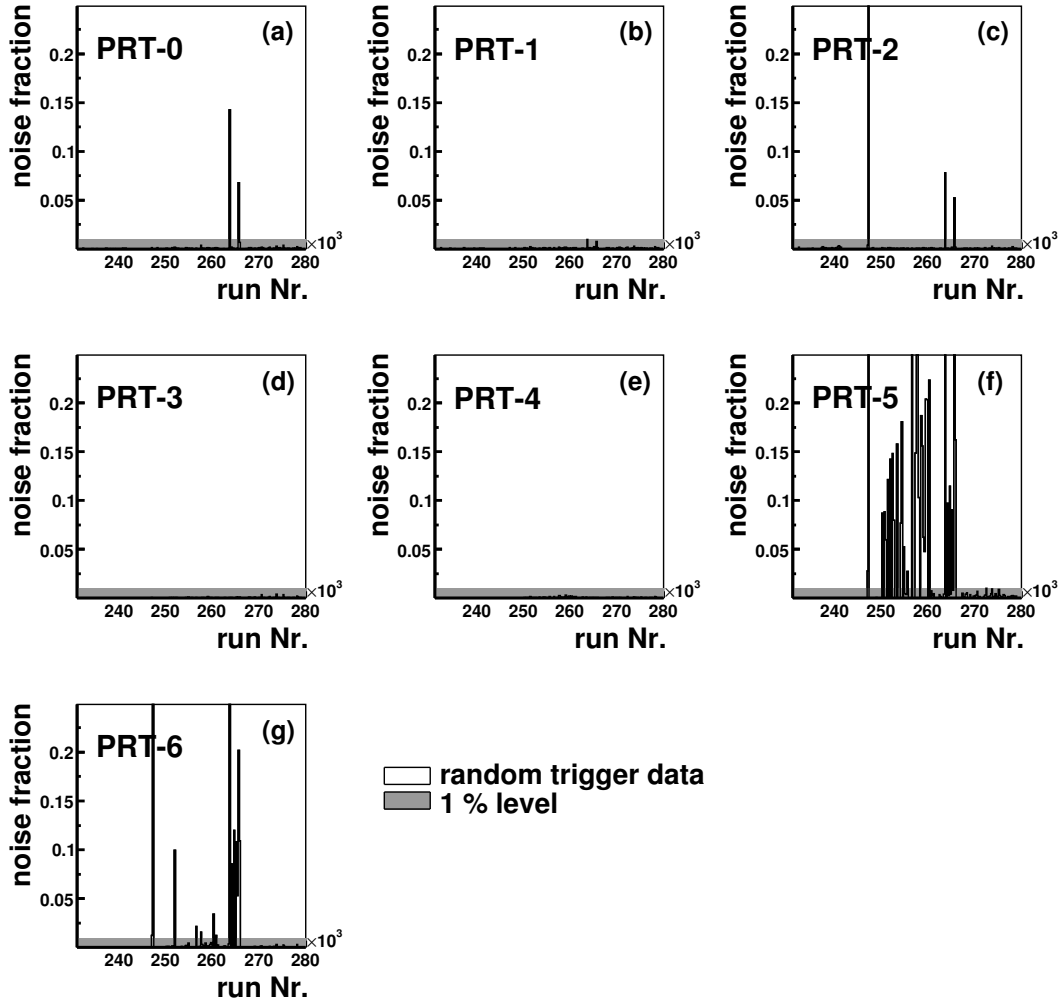 noise fraction
PRT-0
(a)
0.2
0.15
0.1
0.05
240 250 260 270 280
×10³
run Nr.
noise fraction
PRT-1
(b)
0.2
0.15
0.1
0.05
240 250 260 270 280
×10³
run Nr.
noise fraction
PRT-2
(c)
0.2
0.15
0.1
0.05
240 250 260 270 280
×10³
run Nr.
noise fraction
PRT-3
(d)
0.2
0.15
0.1
0.05
240 250 260 270 280
×10³
run Nr.
noise fraction
PRT-4
(e)
0.2
0.15
0.1
0.05
240 250 260 270 280
×10³
run Nr.
noise fraction
PRT-5
(f)
0.2
0.15
0.1
0.05
240 250 260 270 280
×10³
run Nr.
noise fraction
PRT-6
(g)
0.2
0.15
0.1
0.05
240 250 260 270 280
×10³
run Nr.
random trigger data
1 % level